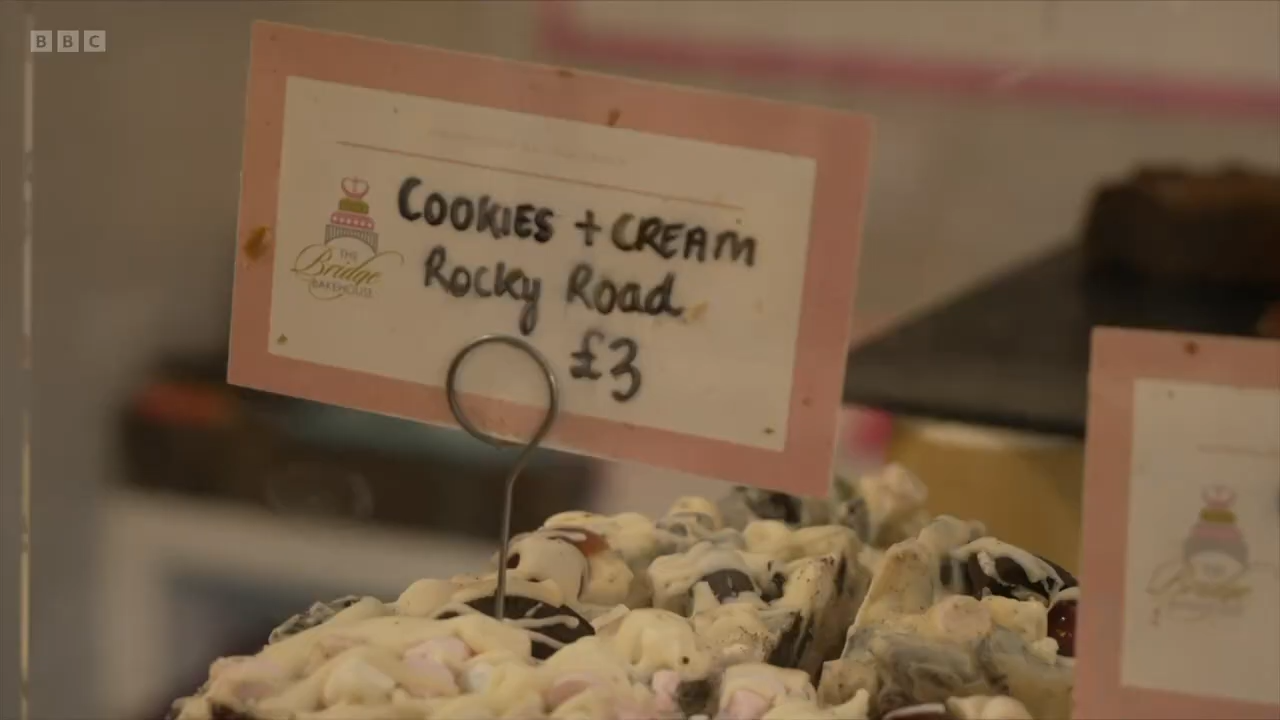 BBC
COOKIES + CREAM
Rocky Road
£3
THE
Bridge
BAKEHOUSE